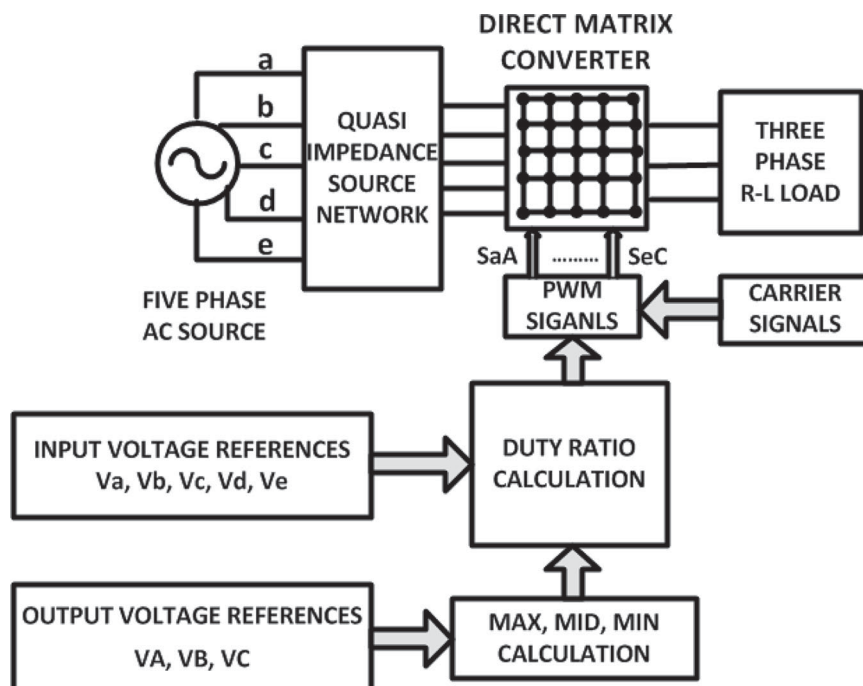 DIRECT MATRIX
CONVERTER
a
b
c
d
e
QUASI
IMPEDANCE
SOURCE
NETWORK
THREE
PHASE
R-L LOAD
FIVE PHASE
AC SOURCE
SaA
.........
SeC
PWM
SIGANLS
CARRIER
SIGNALS
INPUT VOLTAGE REFERENCES
Va, Vb, Vc, Vd, Ve
DUTY RATIO
CALCULATION
OUTPUT VOLTAGE REFERENCES
VA, VB, VC
MAX, MID, MIN
CALCULATION